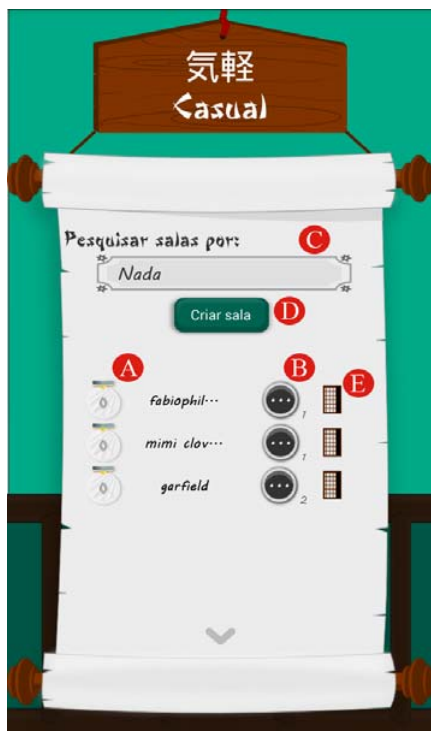 気軽
Casual
Pesquisar salas por:
C
Nada
Criar sala
D
A
B
E
fabiophil...
1
mimi clov...
1
garfield
2